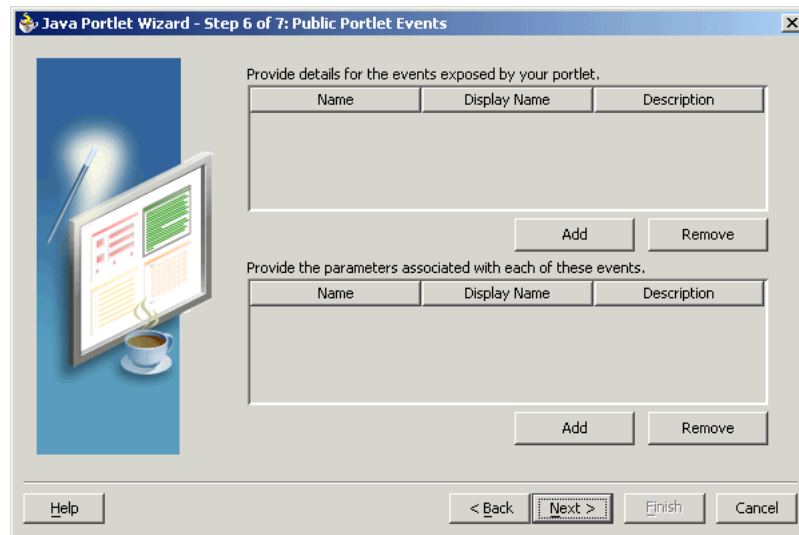 Java Portlet Wizard - Step 6 of 7: Public Portlet Events
Provide details for the events exposed by your portlet.
Name Display Name Description
Add Remove
Provide the parameters associated with each of these events.
Name Display Name Description
Add Remove
Help < Back Next > Finish Cancel